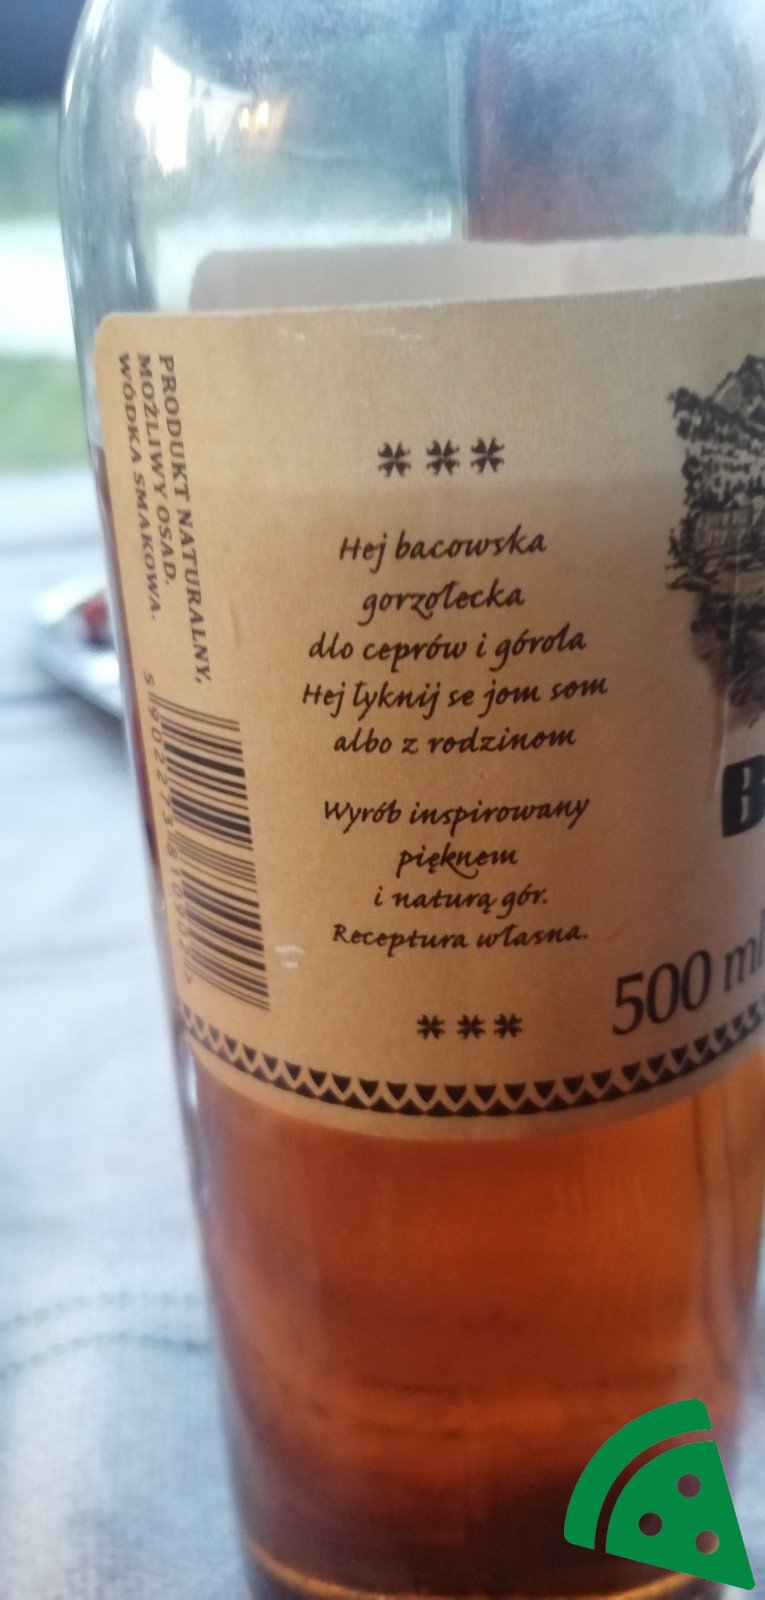 PRODUKT NATURALNY,
MOŻLIWY OSAD.
WÓDKA SMAKOWA.
Hej bacowska
gorzołecka
dlo ceprów i górola
Hej łyknij se jom som
albo z rodzinom
Wyrób inspirowany
pięknem
i naturą gór.
Receptura własna.
500 ml
B